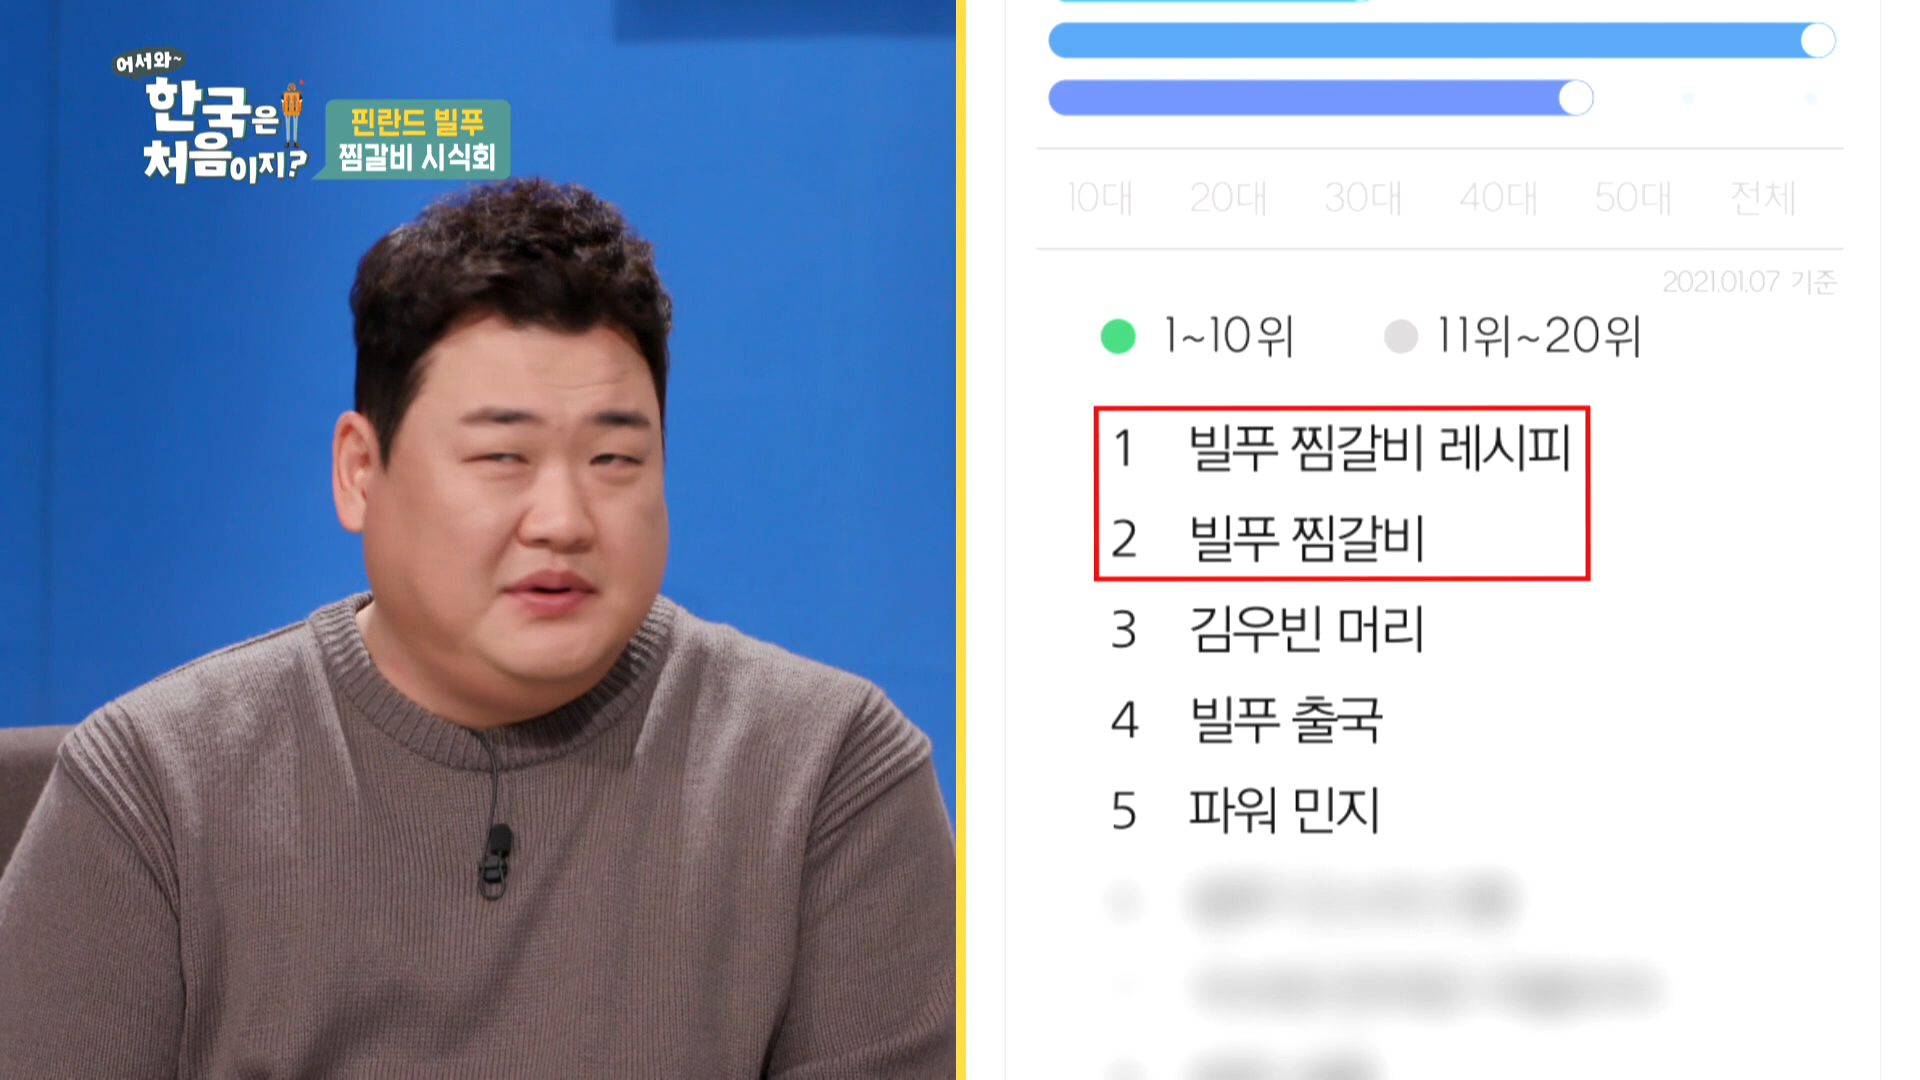 어서와~
한국은
처음이지?
핀란드 빌푸
찜갈비 시식회
10대 20대 30대 40대 50대 전체
2021.01.07 기준
1~10위 11위~20위
1 빌푸 찜갈비 레시피
2 빌푸 찜갈비
3 김우빈 머리
4 빌푸 출국
5 파워 민지